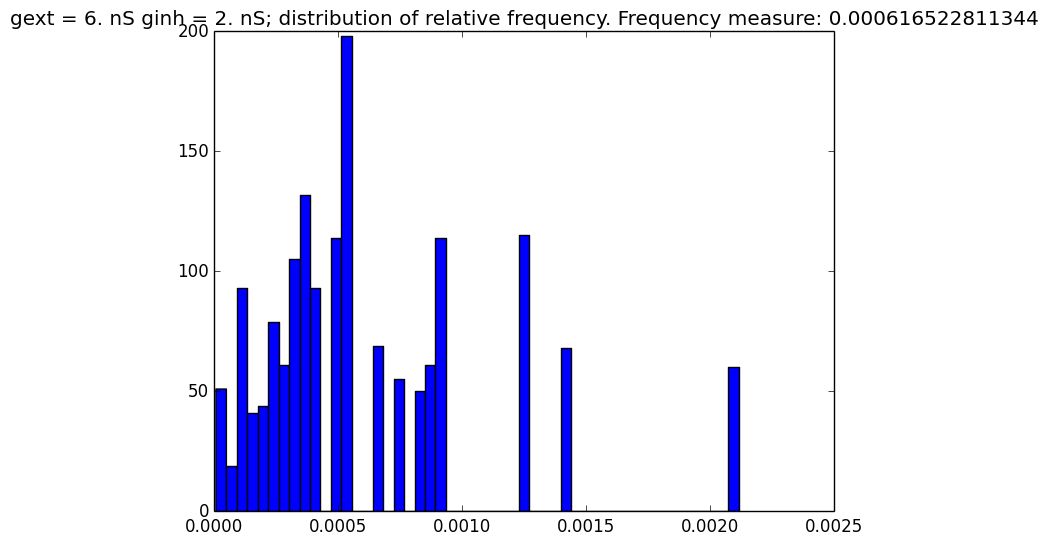 gext = 6. nS ginh = 2. nS; distribution of relative frequency. Frequency measure: 0.000616522811344
200
150
100
50
0
0.0000 0.0005 0.0010 0.0015 0.0020 0.0025